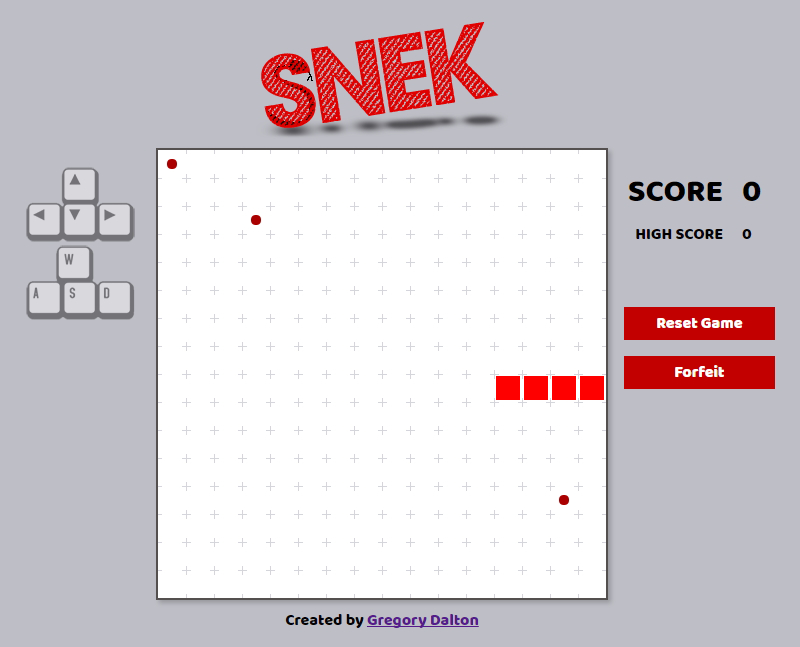 SNEK
SCORE 0
HIGH SCORE 0
W
A S D
Reset Game
Forfeit
Created by Gregory Dalton